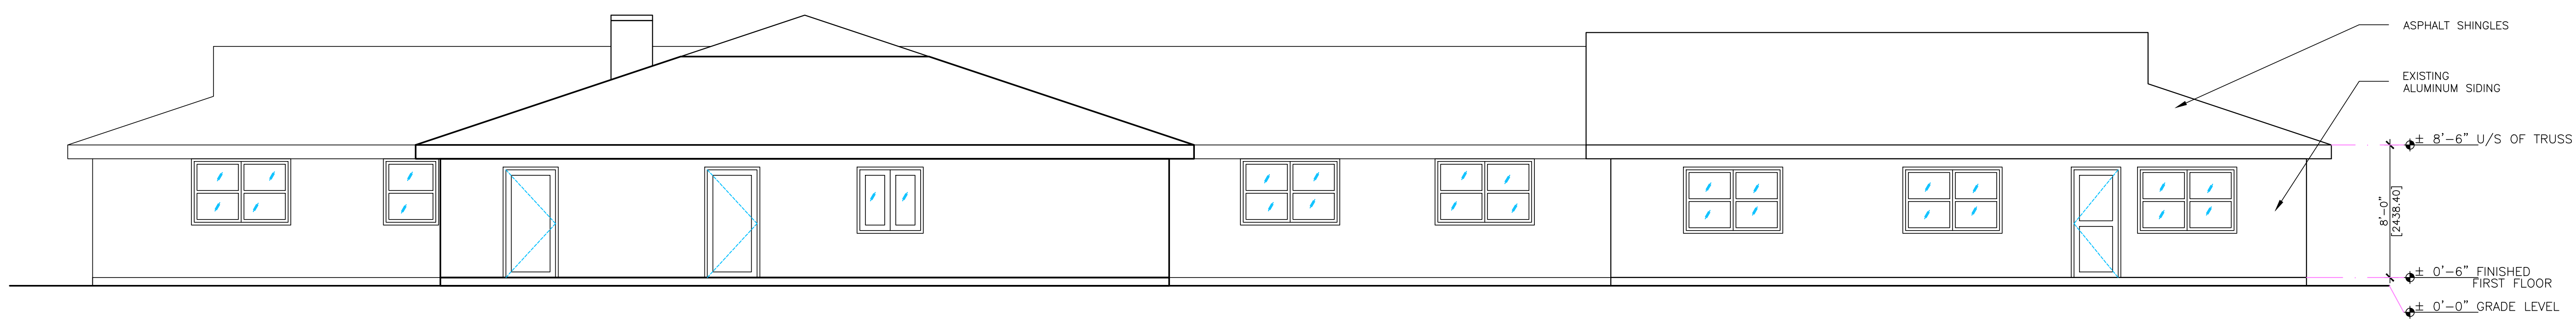 ASPHALT SHINGLES
EXISTING
ALUMINUM SIDING
± 8'-6" U/S OF TRUSS
8'-0"
[2438.40]
± 0'-6" FINISHED
FIRST FLOOR
± 0'-0" GRADE LEVEL